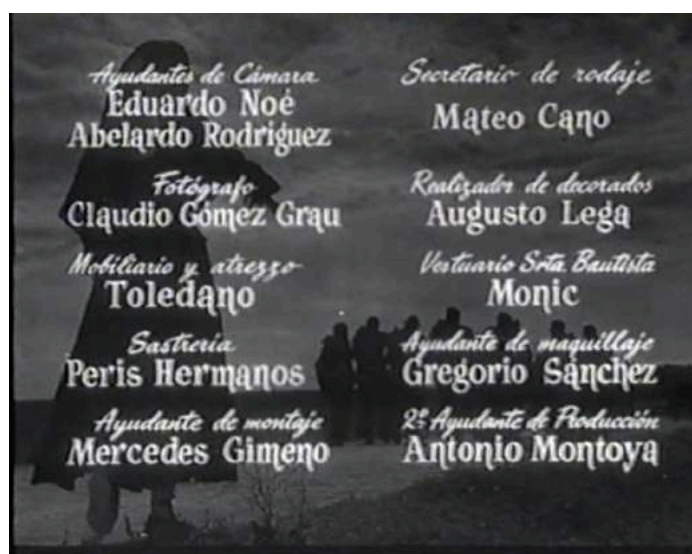 Ayudantes de Cámara
Eduardo Noé
Abelardo Rodriguez
Fotógrafo
Claudio Gómez Grau
Mobiliario y atrezzo
Toledano
Sastreria
Peris Hermanos
Ayudante de montaje
Mercedes Gimeno
Secretario de rodaje
Mateo Cano
Realizador de decorados
Augusto Lega
Vestuario Srta. Bautista
Monic
Ayudante de maquillaje
Gregorio Sánchez
2º Ayudante de Producción
Antonio Montoya